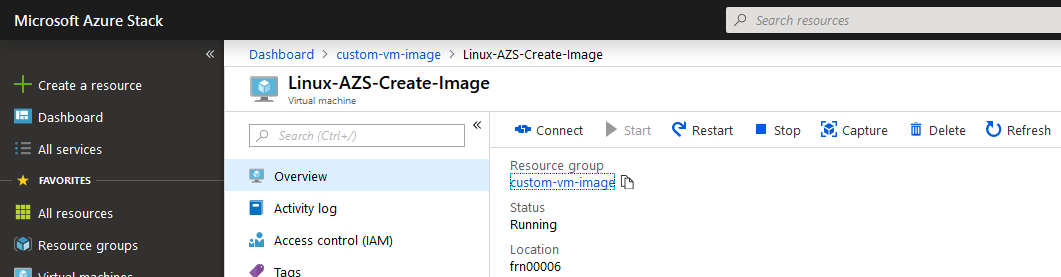 Microsoft Azure Stack
Search resources
«
Create a resource
Dashboard
All services
FAVORITES
All resources
Resource groups
Virtual machines
Dashboard > custom-vm-image > Linux-AZS-Create-Image
Linux-AZS-Create-Image
Virtual machine
Search (Ctrl+/)
«
Overview
Activity log
Access control (IAM)
Tags
Connect Start Restart Stop Capture Delete Refresh
Resource group
custom-vm-image
Status
Running
Location
frn00006